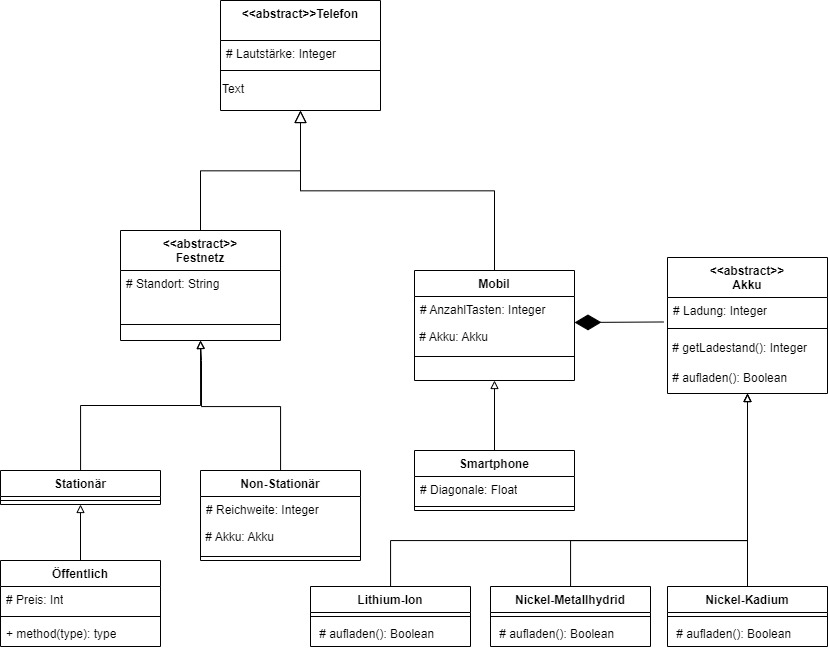 <<abstract>>Telefon
# Lautstärke: Integer
Text
<<abstract>>
Festnetz
# Standort: String
Mobil
# AnzahlTasten: Integer
# Akku: Akku
<<abstract>>
Akku
# Ladung: Integer
# getLadestand(): Integer
# aufladen(): Boolean
Stationär
Non-Stationär
# Reichweite: Integer
# Akku: Akku
Smartphone
# Diagonale: Float
Öffentlich
# Preis: Int
+ method(type): type
Lithium-Ion
# aufladen(): Boolean
Nickel-Metallhydrid
# aufladen(): Boolean
Nickel-Kadium
# aufladen(): Boolean